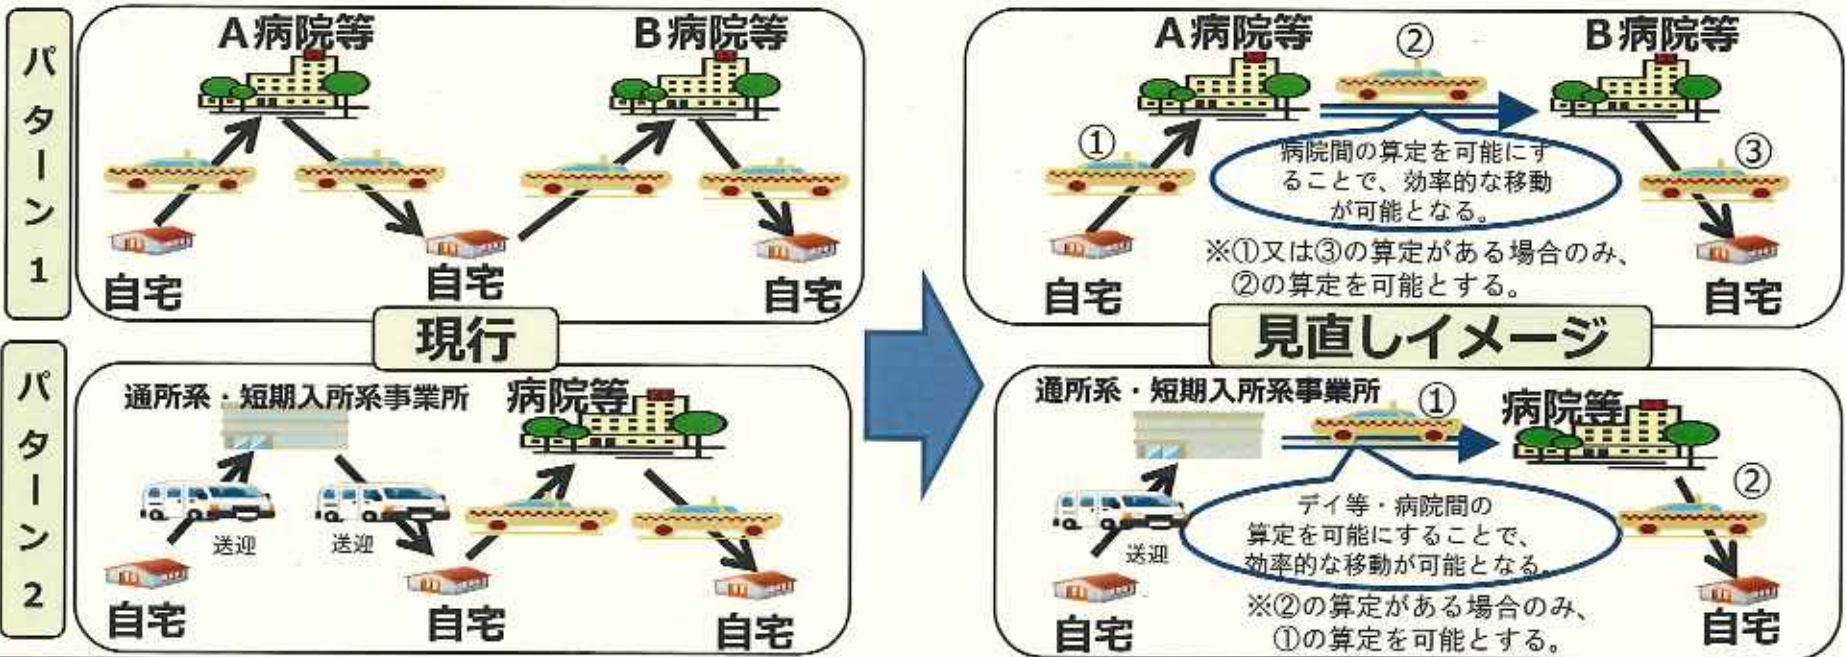 パターン1
A病院等
B病院等
自宅
自宅
自宅
現行
パターン2
通所系・短期入所系事業所
病院等
送迎
送迎
自宅
自宅
自宅
A病院等
②
B病院等
①
③
病院間の算定を可能にす
ることで、効率的な移動
が可能となる。
※①又は③の算定がある場合のみ、
②の算定を可能とする。
自宅
自宅
見直しイメージ
通所系・短期入所系事業所
①
病院等
②
送迎
デイ等・病院間の
算定を可能にすることで、
効率的な移動が可能となる。
※②の算定がある場合のみ、
①の算定を可能とする。
自宅
自宅